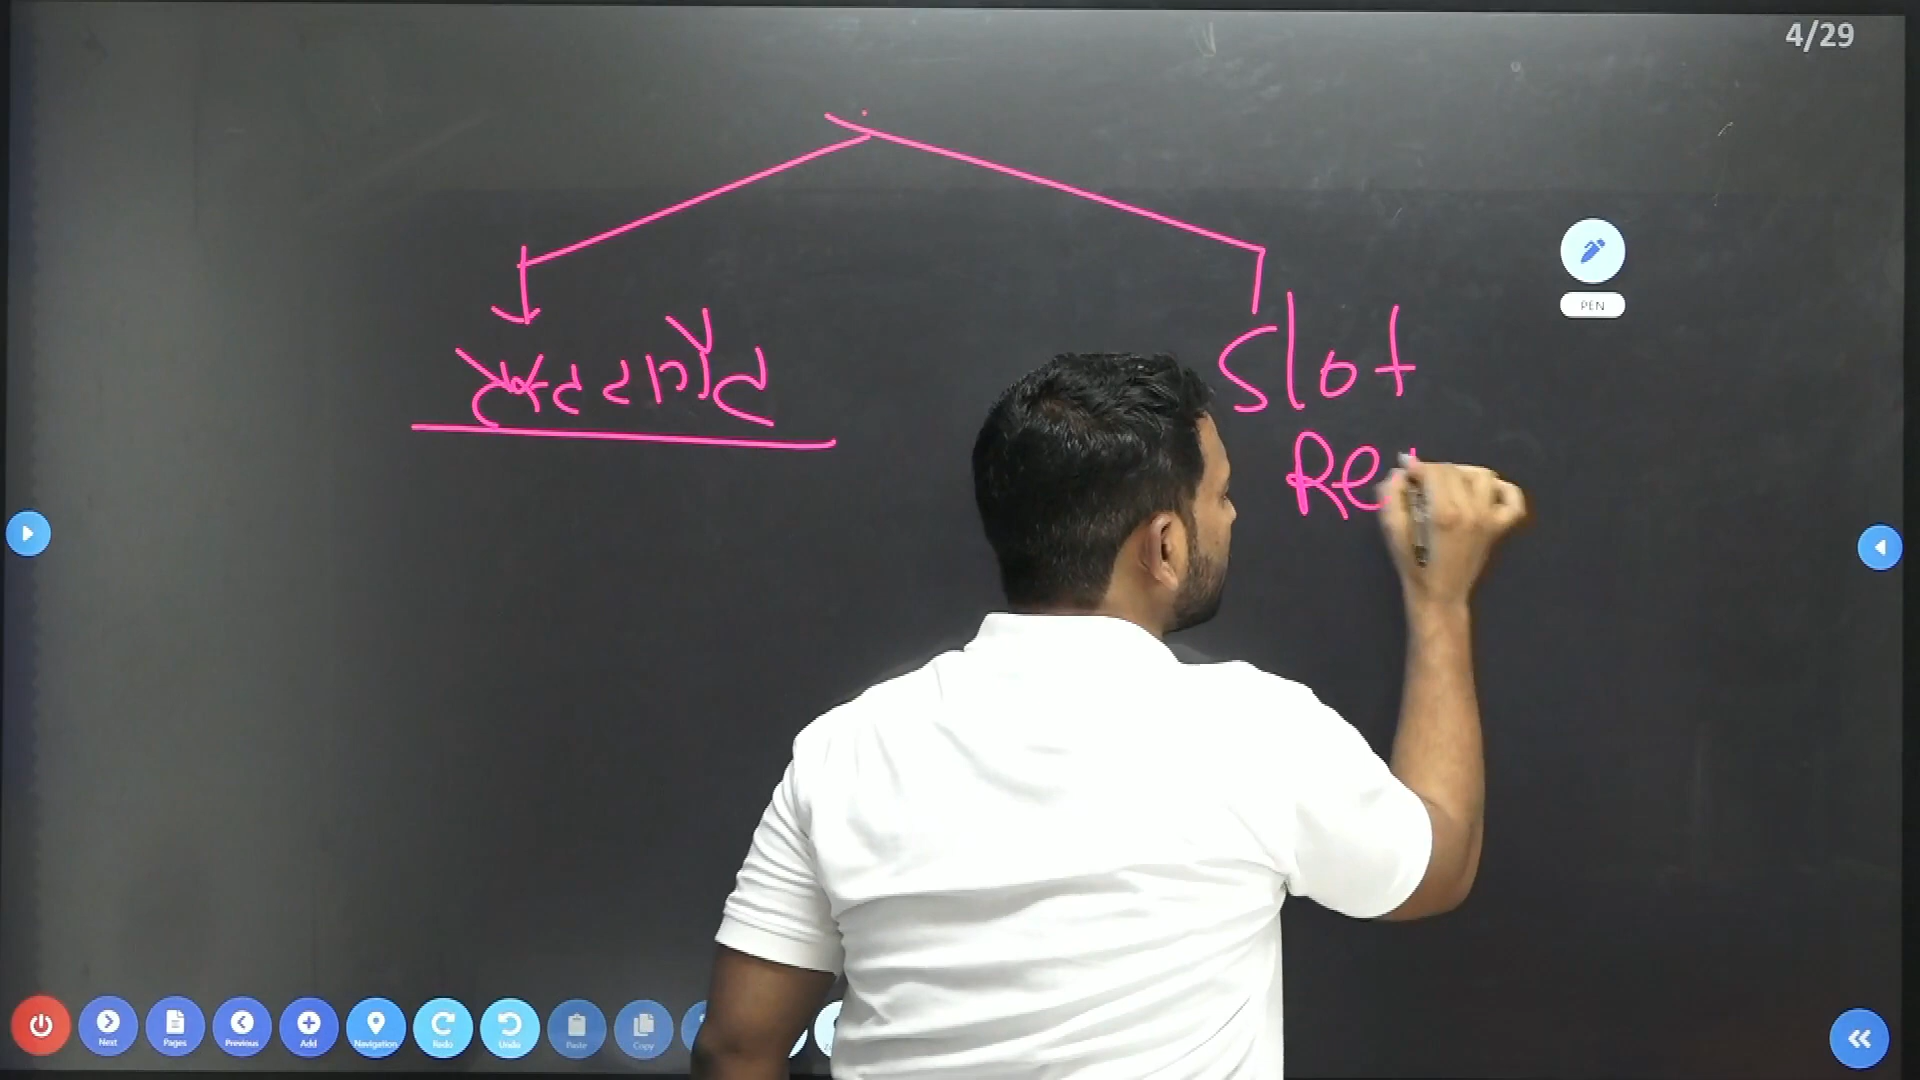 4/29
Slot
Re
PEN
Next
Pages
Previous
Add
Navigation
Redo
Undo
Paste
Copy